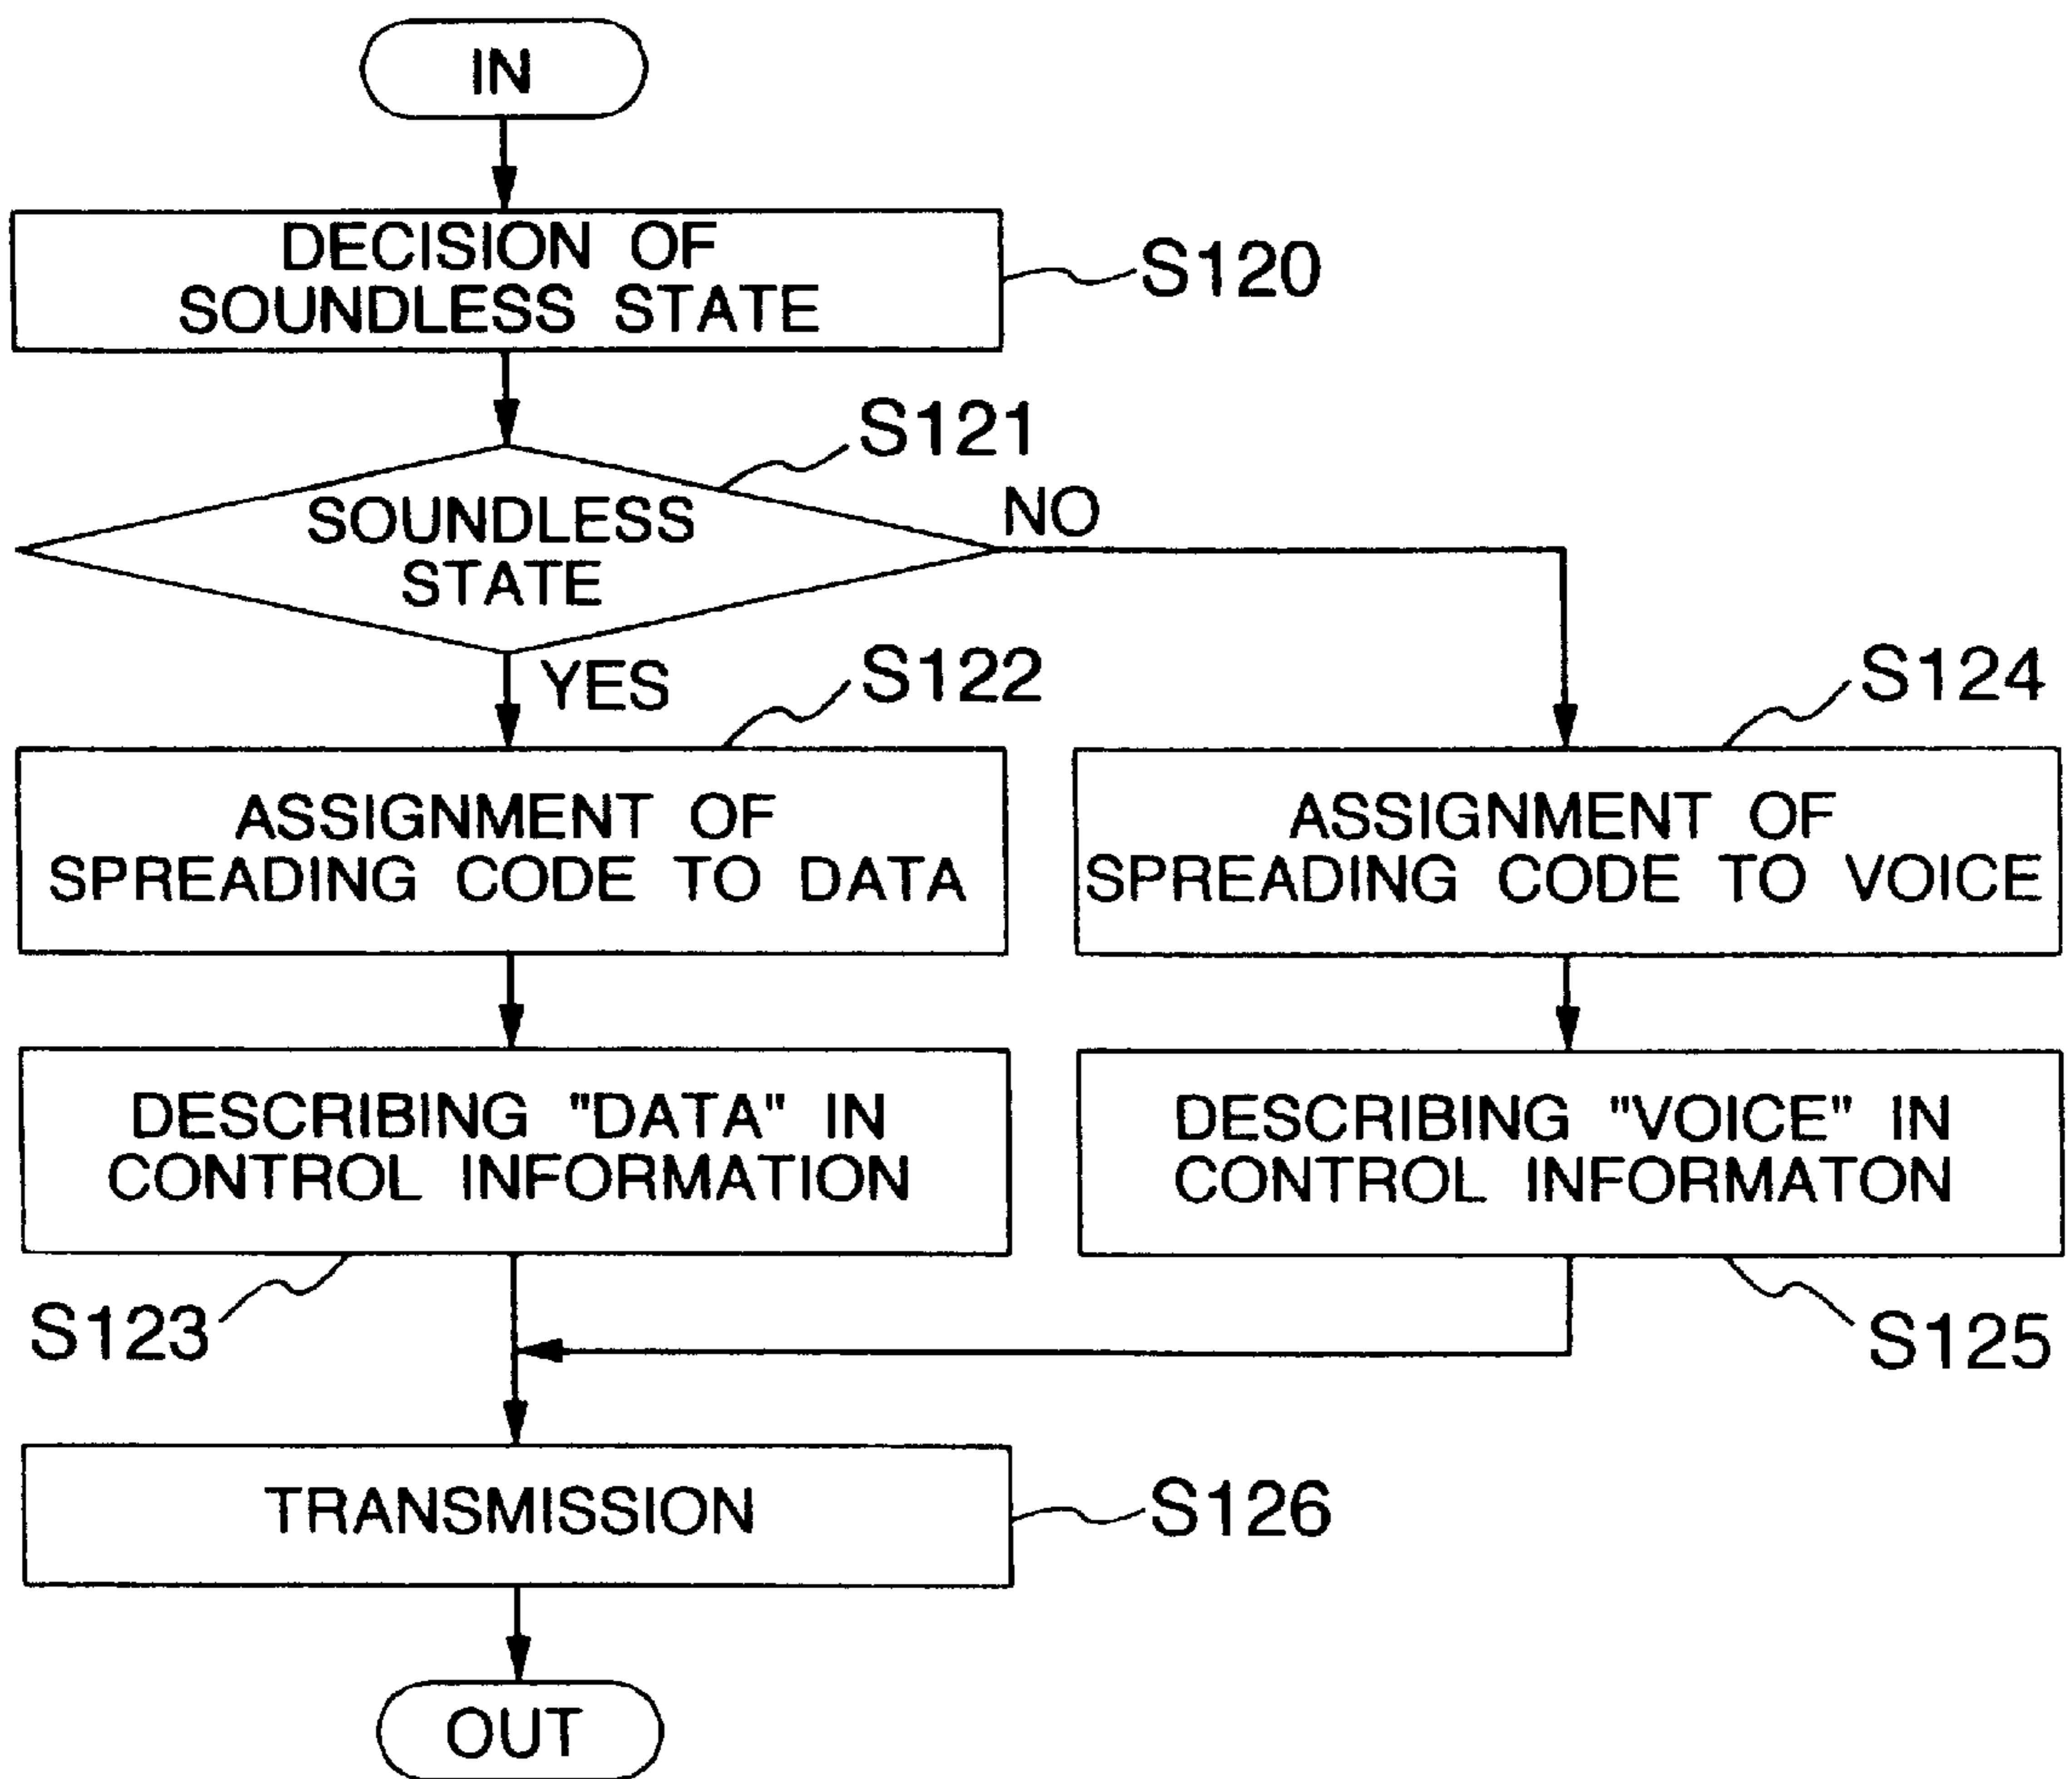 IN
DECISION OF
SOUNDLESS STATE
S120
S121
SOUNDLESS
STATE
NO
YES
S122
S124
ASSIGNMENT OF
SPREADING CODE TO DATA
ASSIGNMENT OF
SPREADING CODE TO VOICE
DESCRIBING "DATA" IN
CONTROL INFORMATION
DESCRIBING "VOICE" IN
CONTROL INFORMATON
S123
S125
TRANSMISSION
S126
OUT